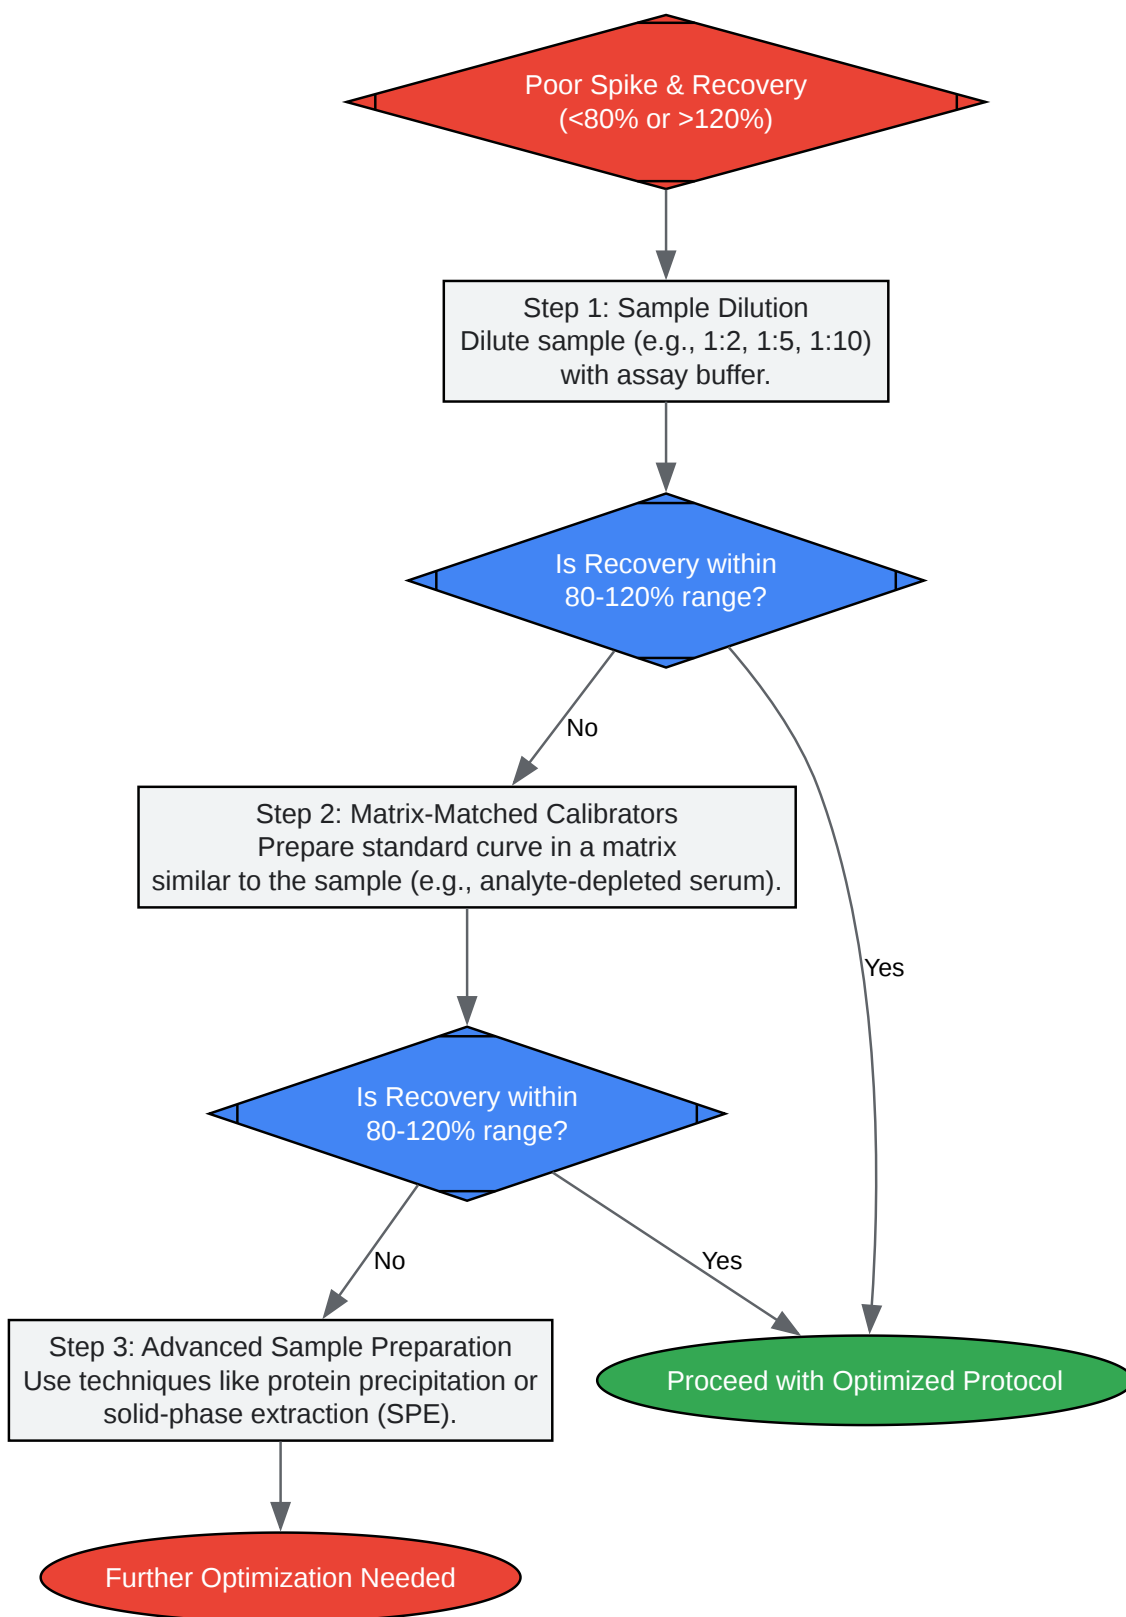 Poor Spike & Recovery
(<80% or >120%)
Step 1: Sample Dilution
Dilute sample (e.g., 1:2, 1:5, 1:10)
with assay buffer.
Is Recovery within
80-120% range?
No
Yes
Step 2: Matrix-Matched Calibrators
Prepare standard curve in a matrix
similar to the sample (e.g., analyte-depleted serum).
Is Recovery within
80-120% range?
No
Yes
Step 3: Advanced Sample Preparation
Use techniques like protein precipitation or
solid-phase extraction (SPE).
Proceed with Optimized Protocol
Further Optimization Needed